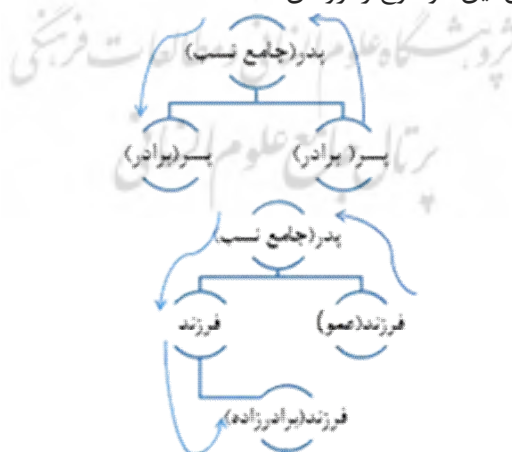 پدر(جامع نسب)
پسر( برادر) پسر(برادر)
پدر(جامع نسب)
فرزند(عمو) فرزند
فرزند(برادرزاده)